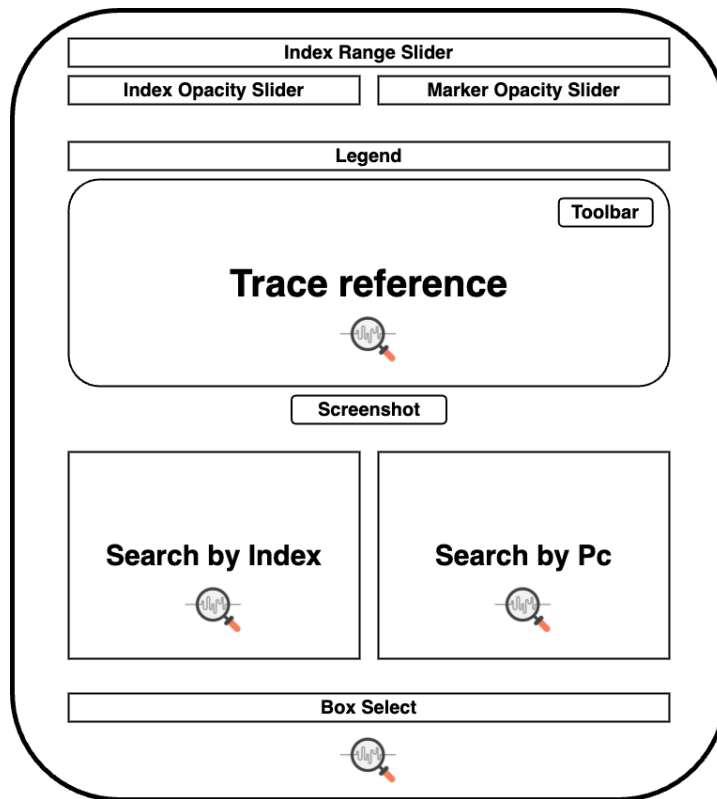 Index Range Slider
Index Opacity Slider
Marker Opacity Slider
Legend
Toolbar
Trace reference
Screenshot
Search by Index
Search by Pc
Box Select